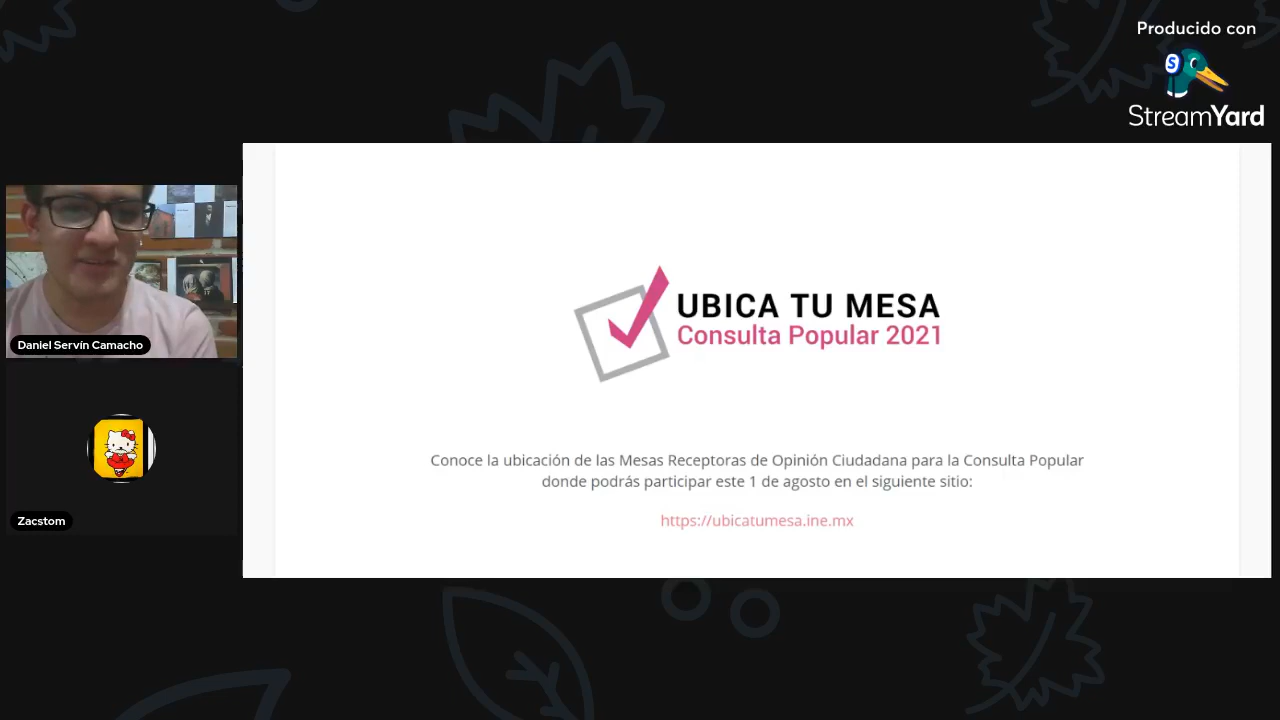 Producido con
StreamYard
UBICA TU MESA
Consulta Popular 2021
Daniel Servín Camacho
Conoce la ubicación de las Mesas Receptoras de Opinión Ciudadana para la Consulta Popular
donde podrás participar este 1 de agosto en el siguiente sitio:
https://ubicatumesa.ine.mx
Zacstom